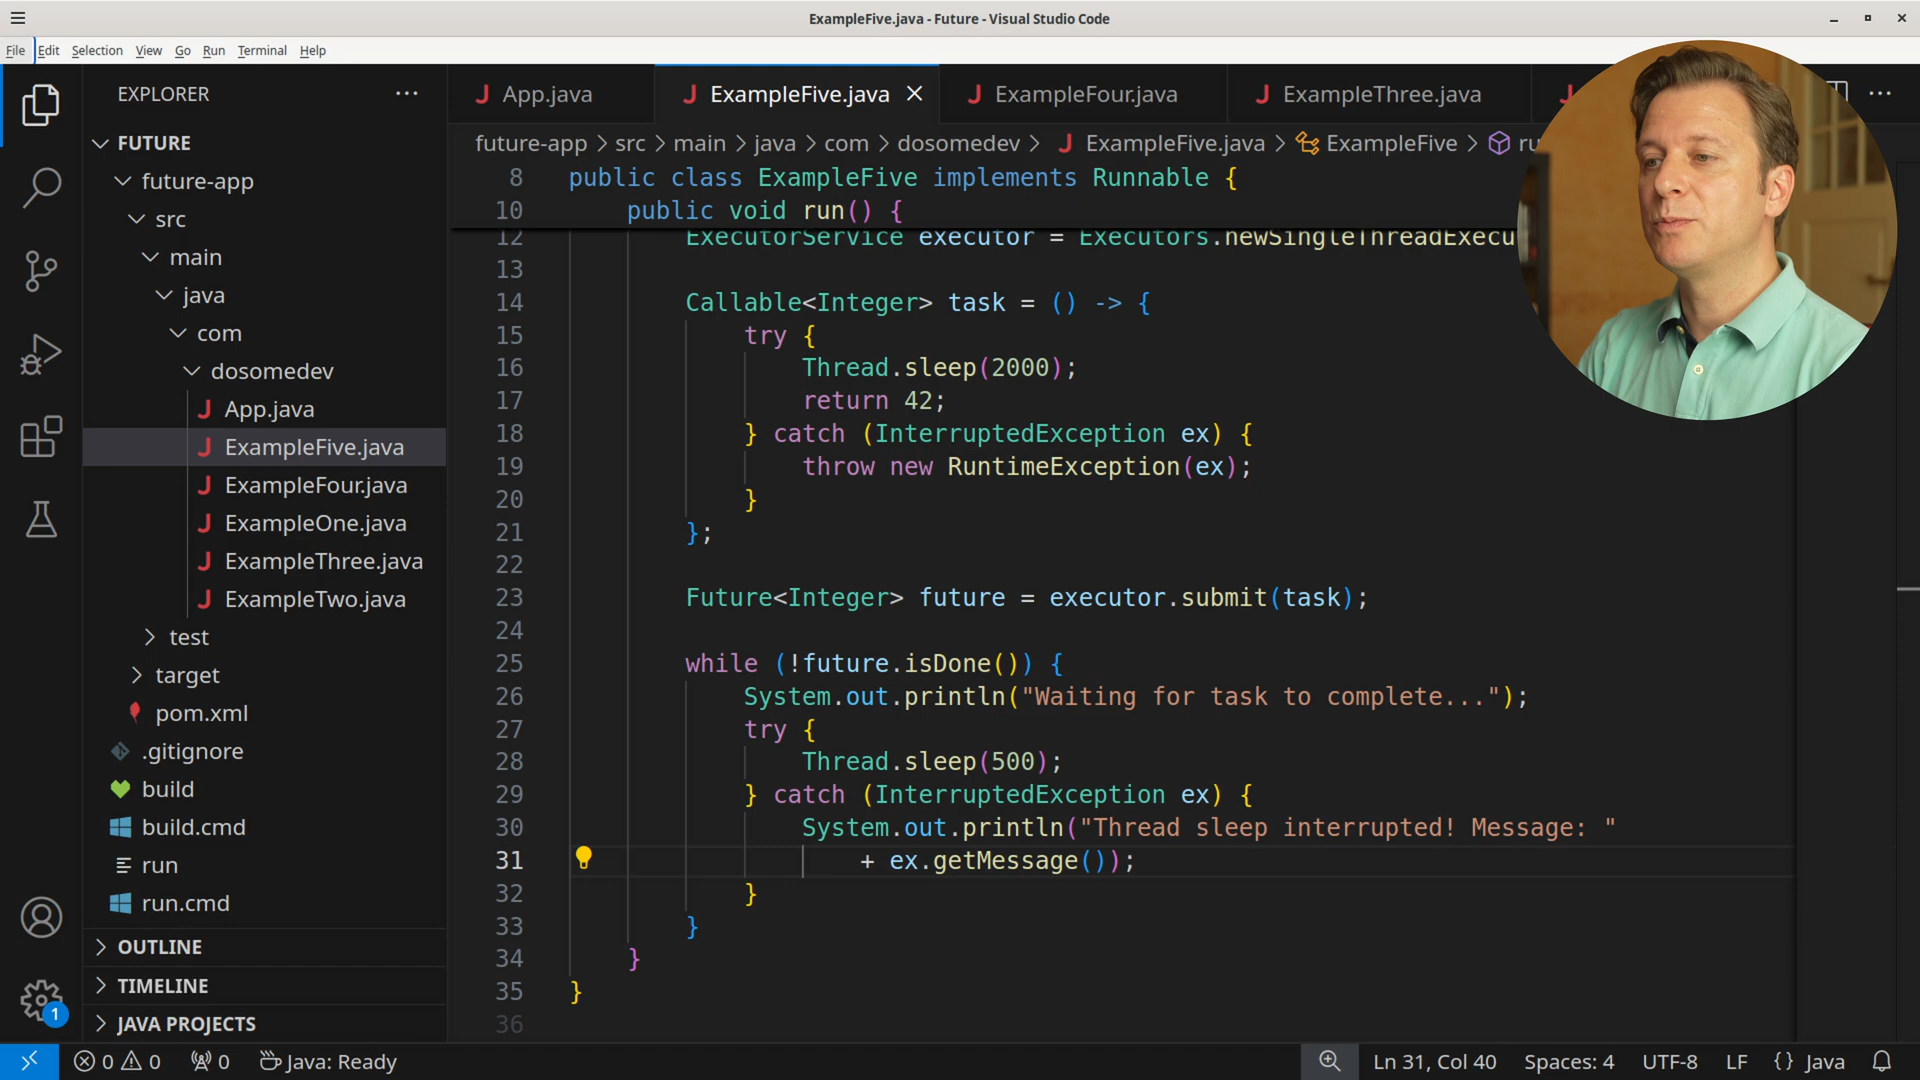 ExampleFive.java - Future - Visual Studio Code
File Edit Selection View Go Run Terminal Help
EXPLORER
FUTURE
future-app
src
main
java
com
dosomedev
App.java
ExampleFive.java
ExampleFour.java
ExampleOne.java
ExampleThree.java
ExampleTwo.java
test
target
pom.xml
.gitignore
build
build.cmd
run
run.cmd
OUTLINE
TIMELINE
JAVA PROJECTS
1
App.java ExampleFive.java ExampleFour.java ExampleThree.java
future-app > src > main > java > com > dosomedev > ExampleFive.java > ExampleFive >
8 public class ExampleFive implements Runnable {
10 public void run() {
12 ExecutorService executor = Executors.newSingleThreadExecu
13
14 Callable<Integer> task = () -> {
15 try {
16 Thread.sleep(2000);
17 return 42;
18 } catch (InterruptedException ex) {
19 throw new RuntimeException(ex);
20 }
21 };
22
23 Future<Integer> future = executor.submit(task);
24
25 while (!future.isDone()) {
26 System.out.println("Waiting for task to complete...");
27 try {
28 Thread.sleep(500);
29 } catch (InterruptedException ex) {
30 System.out.println("Thread sleep interrupted! Message: "
31 + ex.getMessage());
32 }
33 }
34 }
35 }
36
0 0 0 Java: Ready Ln 31, Col 40 Spaces: 4 UTF-8 LF {} Java